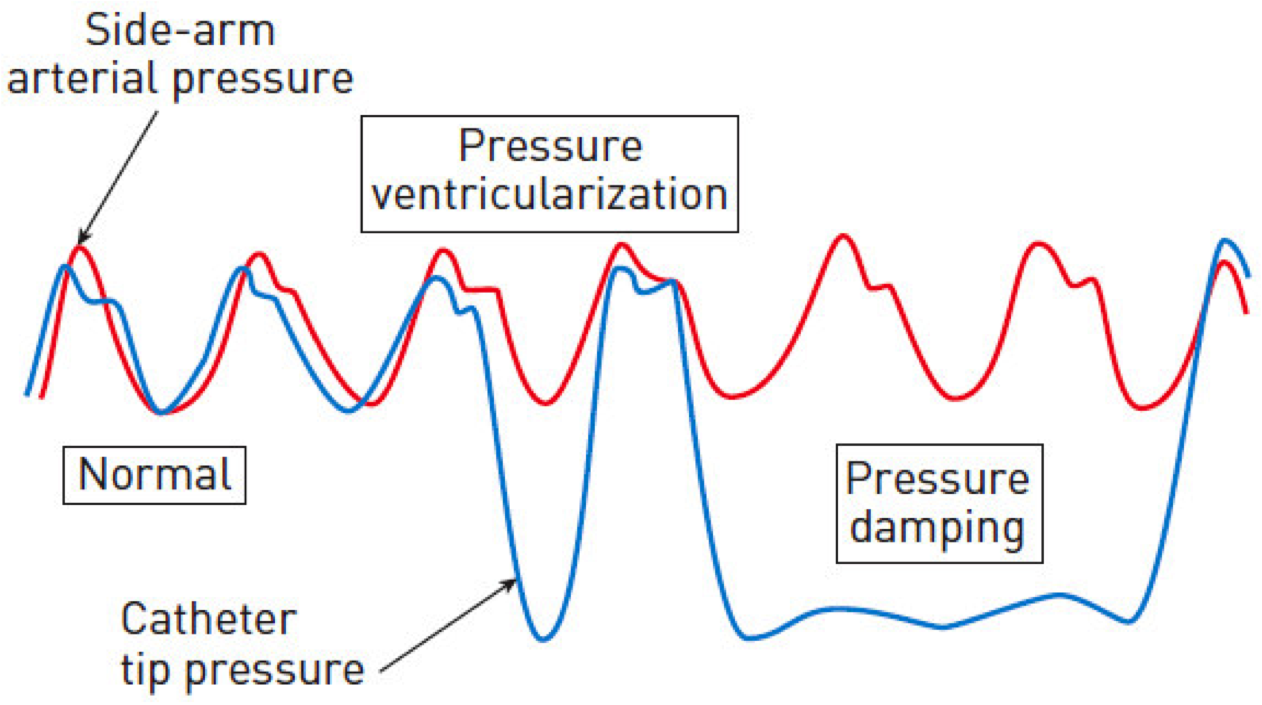 Side-arm
arterial pressure
Pressure
ventricularization
Normal
Pressure
damping
Catheter
tip pressure